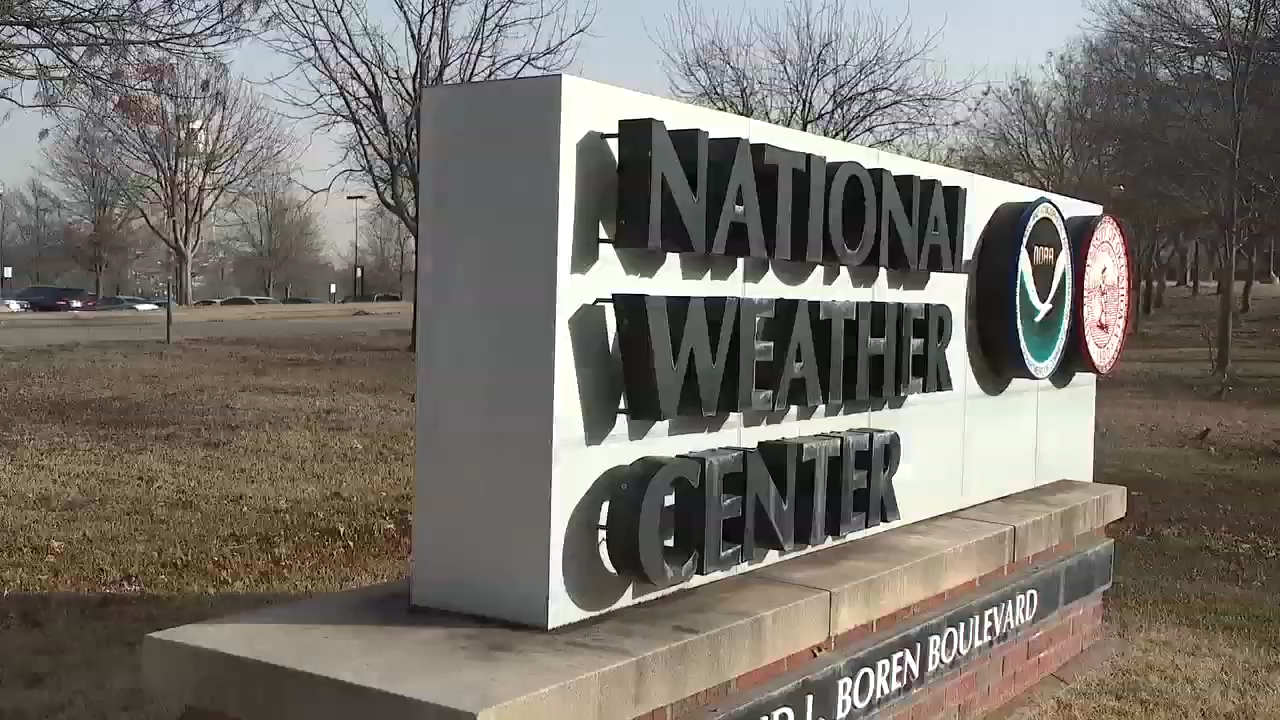 NATIONAL
WEATHER
CENTER
NOAA
L. BOREN BOULEVARD